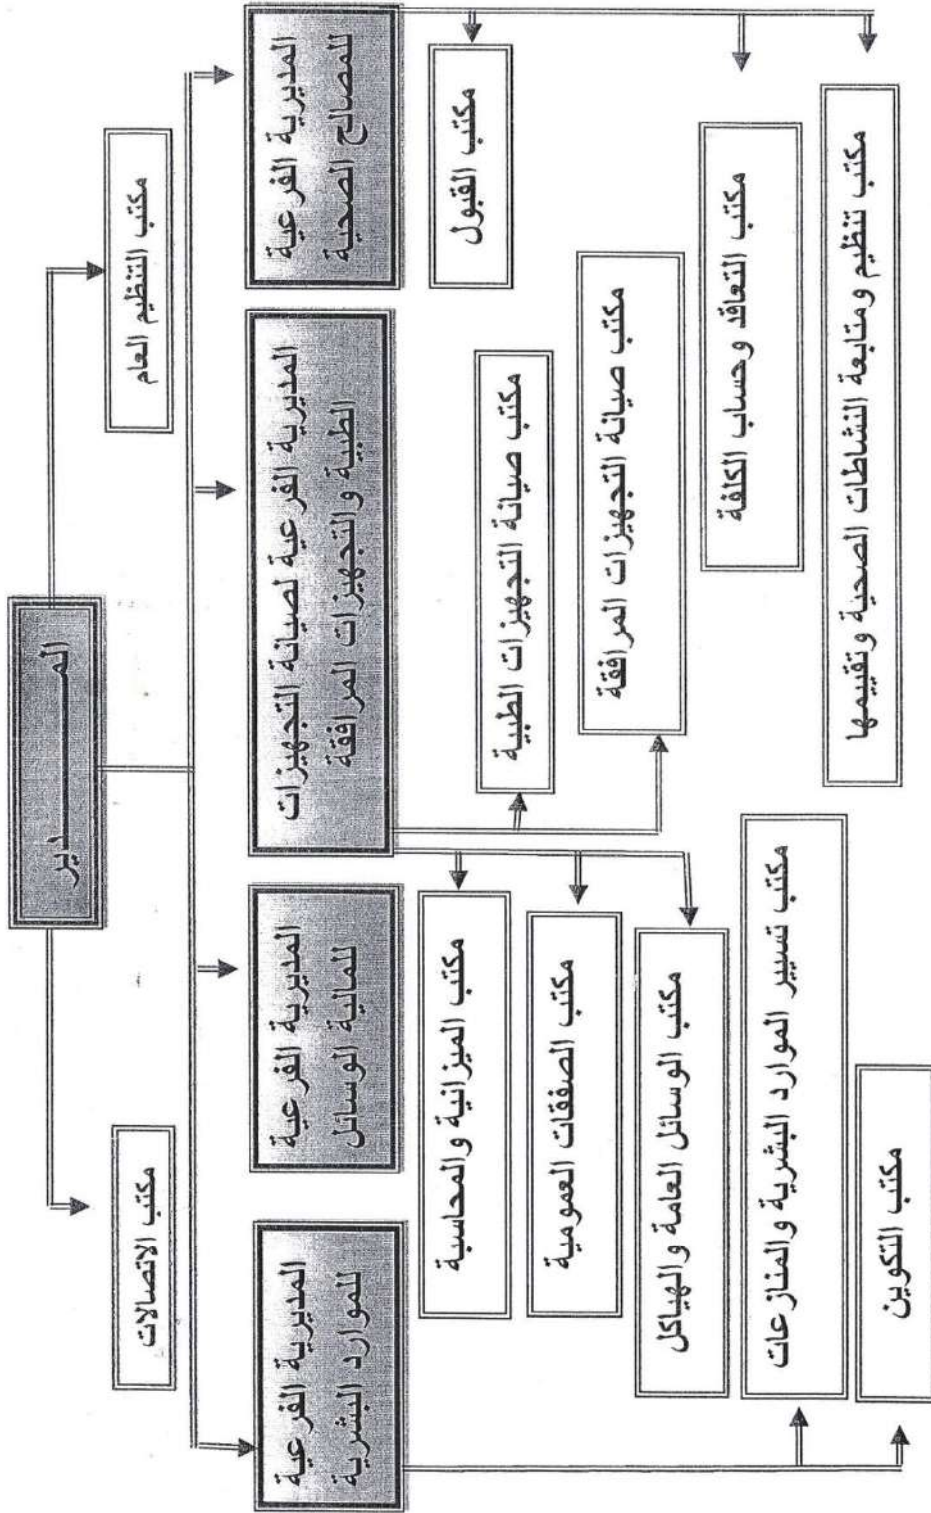 المـــــــــدير
مكتب التنظيم العام
مكتب الاتصالات
المديرية الفرعية
للمصالح الصحية
المديرية الفرعية لصيانة التجهيزات
الطبية والتجهيزات المرافقة
المديرية الفرعية
للمالية الوسائل
المديرية الفرعية
للموارد البشرية
مكتب القبول
مكتب التعاقد وحساب الكلفة
مكتب تنظيم ومتابعة النشاطات الصحية وتقييمها
مكتب صيانة التجهيزات الطبية
مكتب صيانة التجهيزات المرافقة
مكتب الميزانية والمحاسبة
مكتب الصفقات العمومية
مكتب الوسائل العامة والهياكل
مكتب تسيير الموارد البشرية والمنازعات
مكتب التكوين